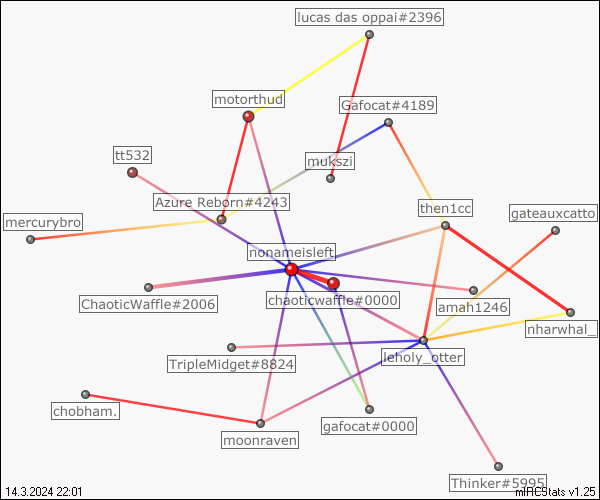 lucas das oppai#2396
motorthud
Gafocat#4189
tt532
mukszi
Azure Reborn#4243
then1cc
gateauxcatto
mercurybro
nonameisleft
ChaoticWaffle#2006
chaoticwaffle#0000
amah1246
nharwhal_
TripleMidget#8824
leholy_otter
chobham.
moonraven
gafocat#0000
Thinker#5995
14.3.2024 22:01
mIRCStats v1.25